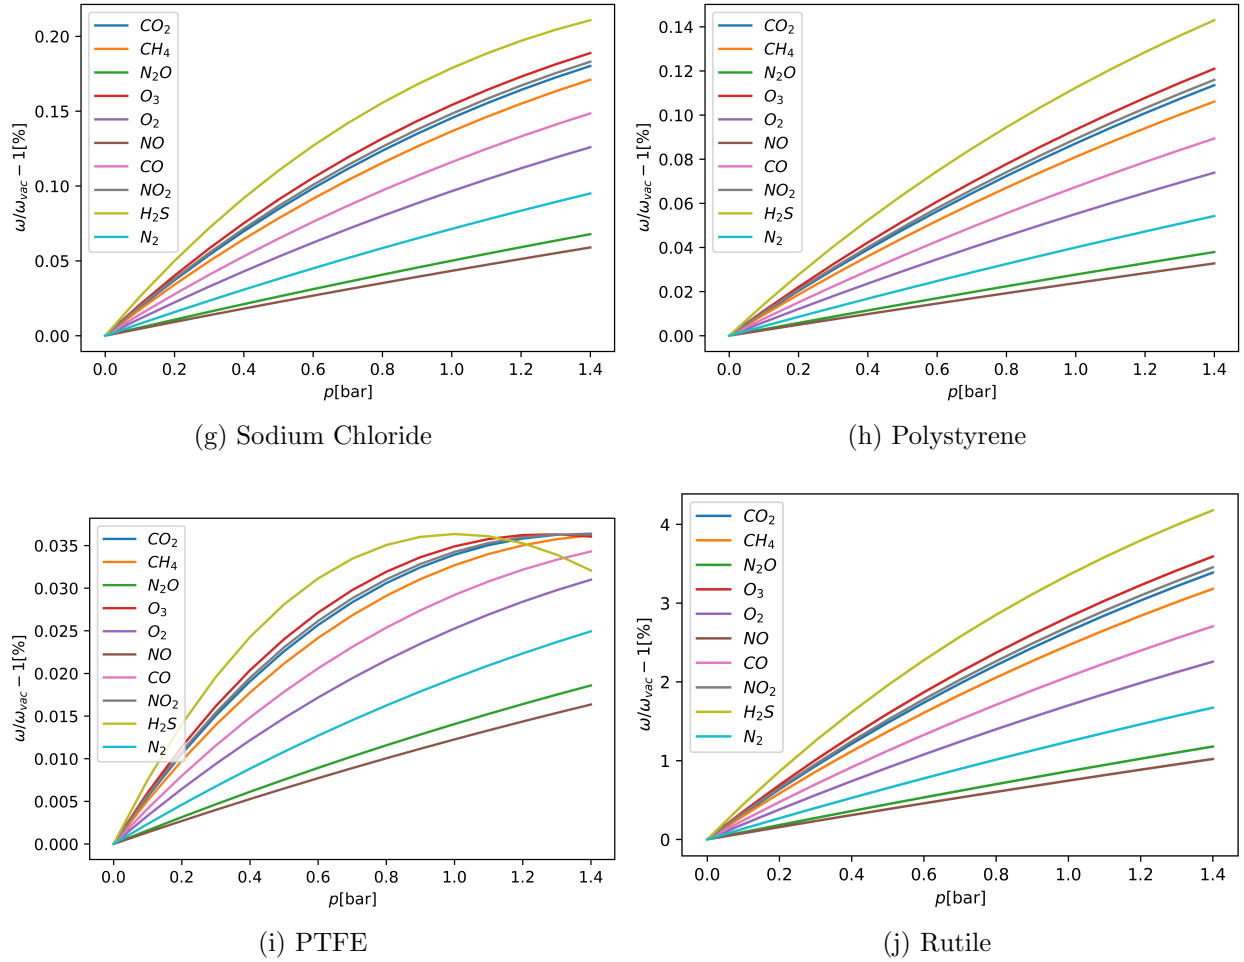 0.20
0.15
0.10
0.05
0.00
ω/ω_vac − 1[%]
CO₂
CH₄
N₂O
O₃
O₂
NO
CO
NO₂
H₂S
N₂
0.0 0.2 0.4 0.6 0.8 1.0 1.2 1.4
p[bar]
(g) Sodium Chloride
0.14
0.12
0.10
0.08
0.06
0.04
0.02
0.00
ω/ω_vac − 1[%]
CO₂
CH₄
N₂O
O₃
O₂
NO
CO
NO₂
H₂S
N₂
0.0 0.2 0.4 0.6 0.8 1.0 1.2 1.4
p[bar]
(h) Polystyrene
0.035
0.030
0.025
0.020
0.015
0.010
0.005
0.000
ω/ω_vac − 1[%]
CO₂
CH₄
N₂O
O₃
O₂
NO
CO
NO₂
H₂S
N₂
0.0 0.2 0.4 0.6 0.8 1.0 1.2 1.4
p[bar]
(i) PTFE
4
3
2
1
0
ω/ω_vac − 1[%]
CO₂
CH₄
N₂O
O₃
O₂
NO
CO
NO₂
H₂S
N₂
0.0 0.2 0.4 0.6 0.8 1.0 1.2 1.4
p[bar]
(j) Rutile